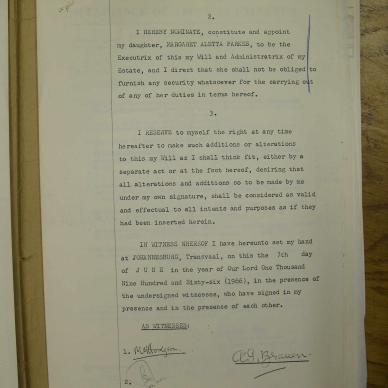 2.
I HEREBY NOMINATE, constitute and appoint
my daughter, MARGARET ALETTA PARKES, to be the
Executrix of this my Will and Administratrix of my
Estate, and I direct that she shall not be obliged to
furnish any security whatsoever for the carrying out
of any of her duties in terms hereof.
3.
I RESERVE to myself the right at any time
hereafter to make such additions or alterations
to this my Will as I shall think fit, either by a
separate act or at the foot hereof, desiring that
all alterations and additions so to be made by me
under my own signature, shall be considered as valid
and effectual to all intents and purposes as if they
had been inserted herein.
IN WITNESS WHEREOF I have hereunto set my hand
at JOHANNESBURG, Transvaal, on this the 7th day
of J U N E in the year of Our Lord One Thousand
Nine Hundred and Sixty-six (1966), in the presence of
the undersigned witnesses, who have signed in my
presence and in the presence of each other.
AS WITNESSES:
1.
2.